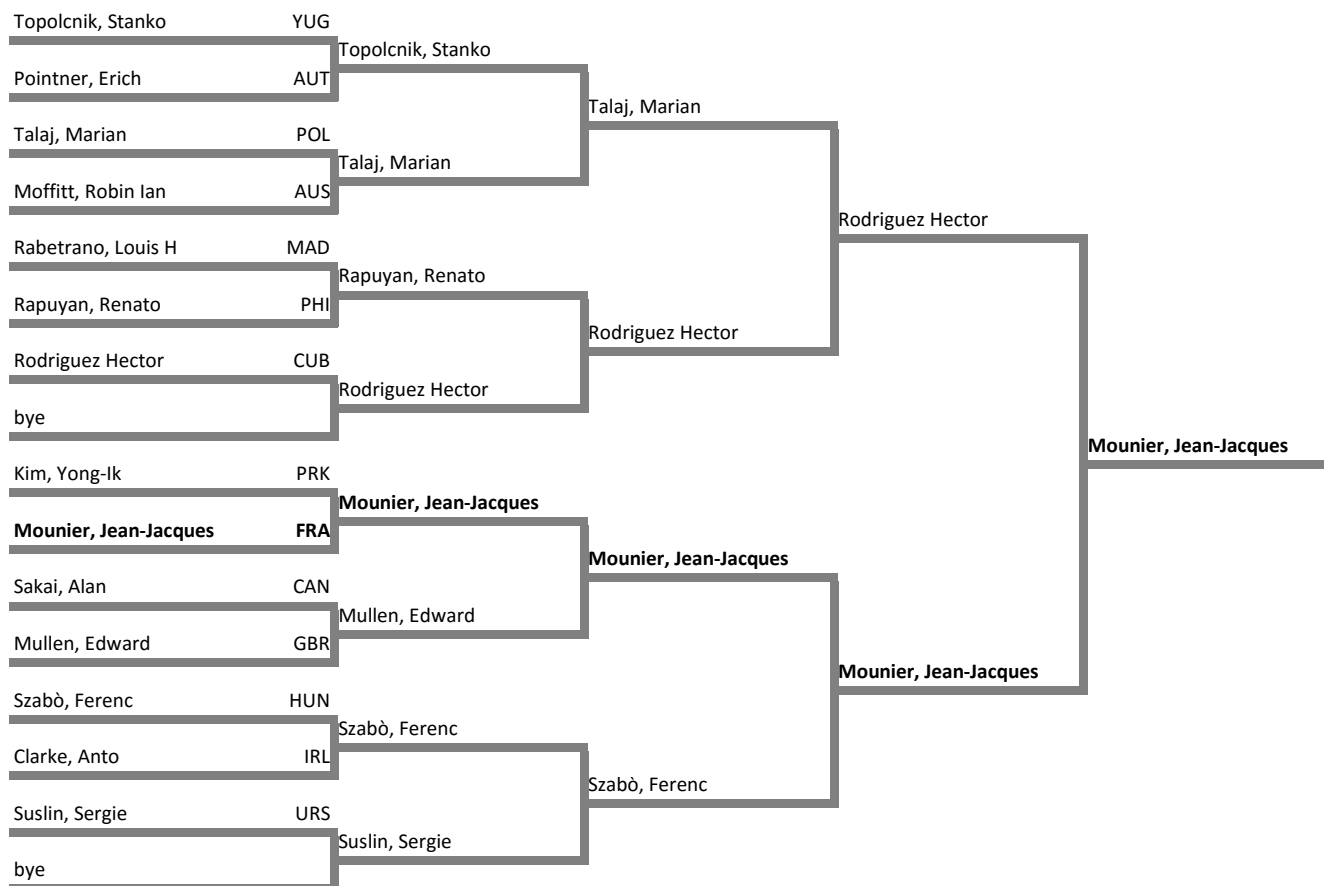 Topolcnik, Stanko YUG
Topolcnik, Stanko
Pointner, Erich AUT
Talaj, Marian
Talaj, Marian POL
Talaj, Marian
Moffitt, Robin Ian AUS
Rodriguez Hector
Rabetrano, Louis H MAD
Rapuyan, Renato
Rapuyan, Renato PHI
Rodriguez Hector
Rodriguez Hector CUB
Rodriguez Hector
bye
Mounier, Jean-Jacques
Kim, Yong-Ik PRK
Mounier, Jean-Jacques
Mounier, Jean-Jacques FRA
Mounier, Jean-Jacques
Sakai, Alan CAN
Mullen, Edward
Mullen, Edward GBR
Mounier, Jean-Jacques
Szabò, Ferenc HUN
Szabò, Ferenc
Clarke, Anto IRL
Szabò, Ferenc
Suslin, Sergie URS
Suslin, Sergie
bye